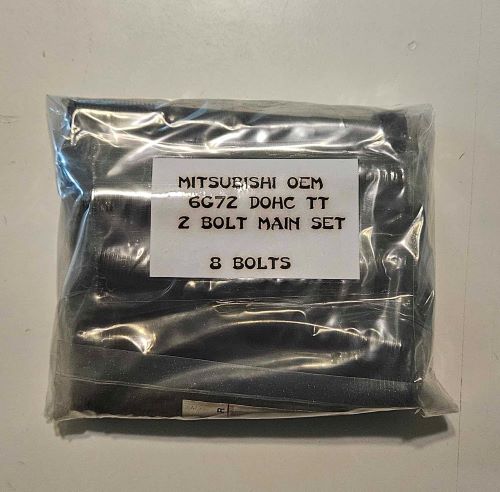 MITSUBISHI OEM
6G72 DOHC TT
2 BOLT MAIN SET
8 BOLTS